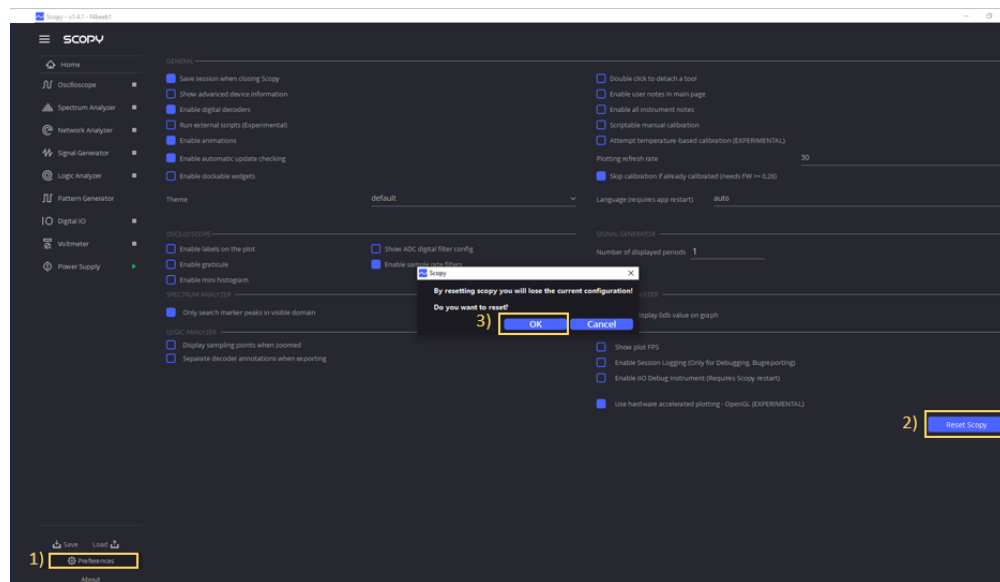 Scopy - v1.4.1 - f4beeb1
SCOPY
Home
Oscilloscope
Spectrum Analyzer
Network Analyzer
Signal Generator
Logic Analyzer
Pattern Generator
Digital IO
Voltmeter
Power Supply
Save Load
1) Preferences
About
GENERAL
Save session when closing Scopy
Show advanced device information
Enable digital decoders
Run external scripts (Experimental)
Enable animations
Enable automatic update checking
Enable dockable widgets
Theme default
Double click to detach a tool
Enable user notes in main page
Enable all instrument notes
Scriptable manual calibration
Attempt temperature-based calibration (EXPERIMENTAL)
Plotting refresh rate 30
Skip calibration if already calibrated (needs FW >= 0.26)
Language (requires app restart) auto
OSCILLOSCOPE
Enable labels on the plot
Enable graticule
Enable mini histogram
Show ADC digital filter config
Enable sample rate filters
SIGNAL GENERATOR
Number of displayed periods 1
SPECTRUM ANALYZER
Only search marker peaks in visible domain
LOGIC ANALYZER
Display sampling points when zoomed
Separate decoder annotations when exporting
Scopy
By resetting scopy you will lose the current configuration!
Do you want to reset?
3) OK Cancel
display 0db value on graph
Show plot FPS
Enable Session Logging (Only for Debugging, Bugreporting)
Enable IIO Debug Instrument (Requires Scopy restart)
Use hardware accelerated plotting - OpenGL (EXPERIMENTAL)
2) Reset Scopy